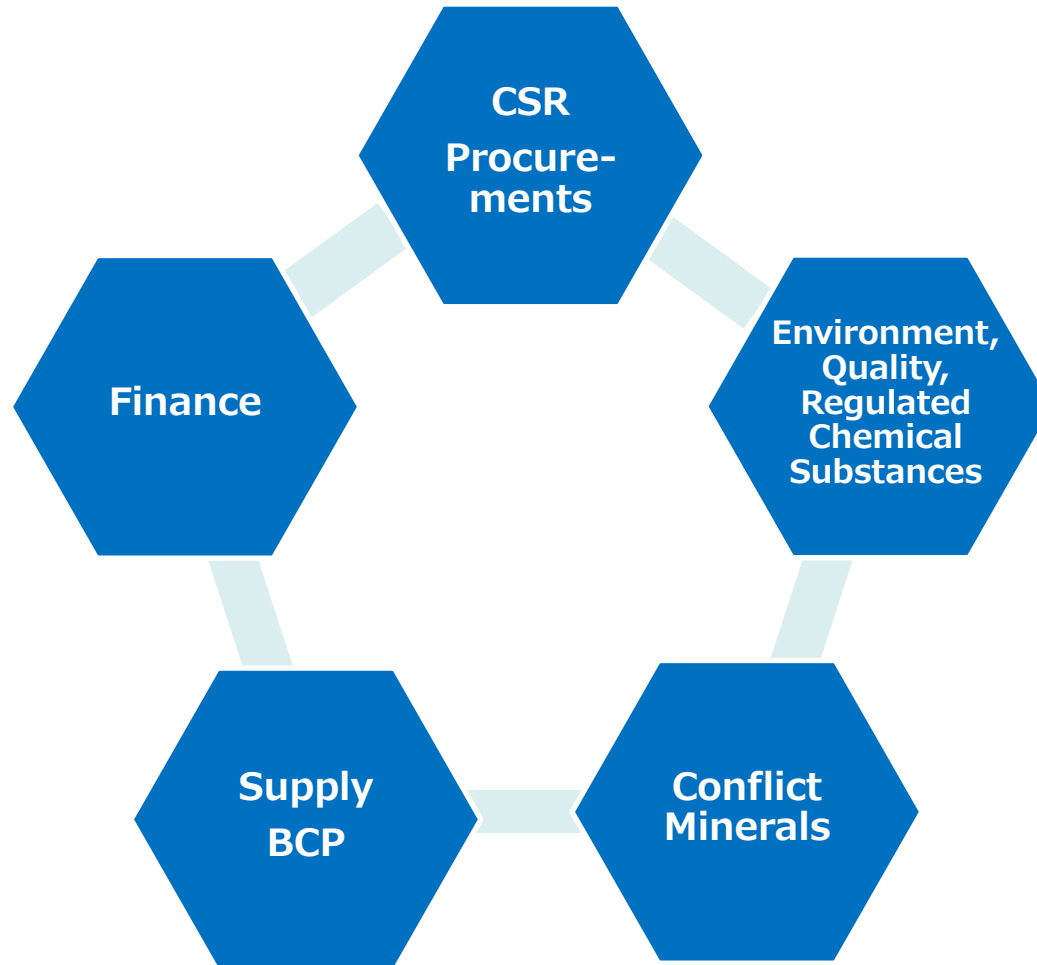 CSR
Procure-
ments
Environment,
Quality,
Regulated
Chemical
Substances
Finance
Supply
BCP
Conflict
Minerals